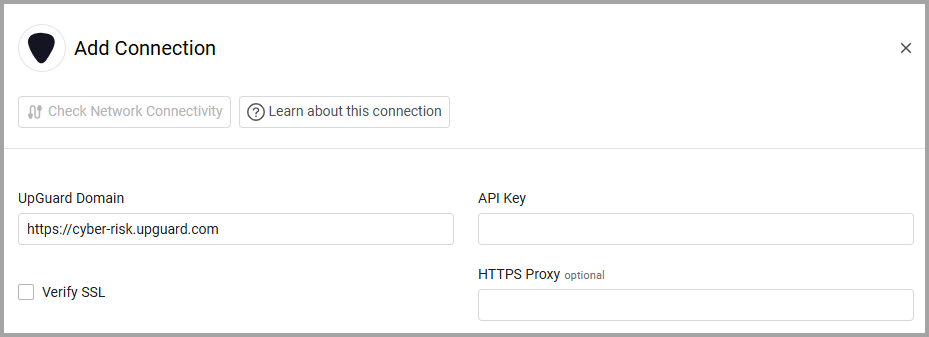 Add Connection
Check Network Connectivity
Learn about this connection
UpGuard Domain
API Key
https://cyber-risk.upguard.com
HTTPS Proxy optional
Verify SSL